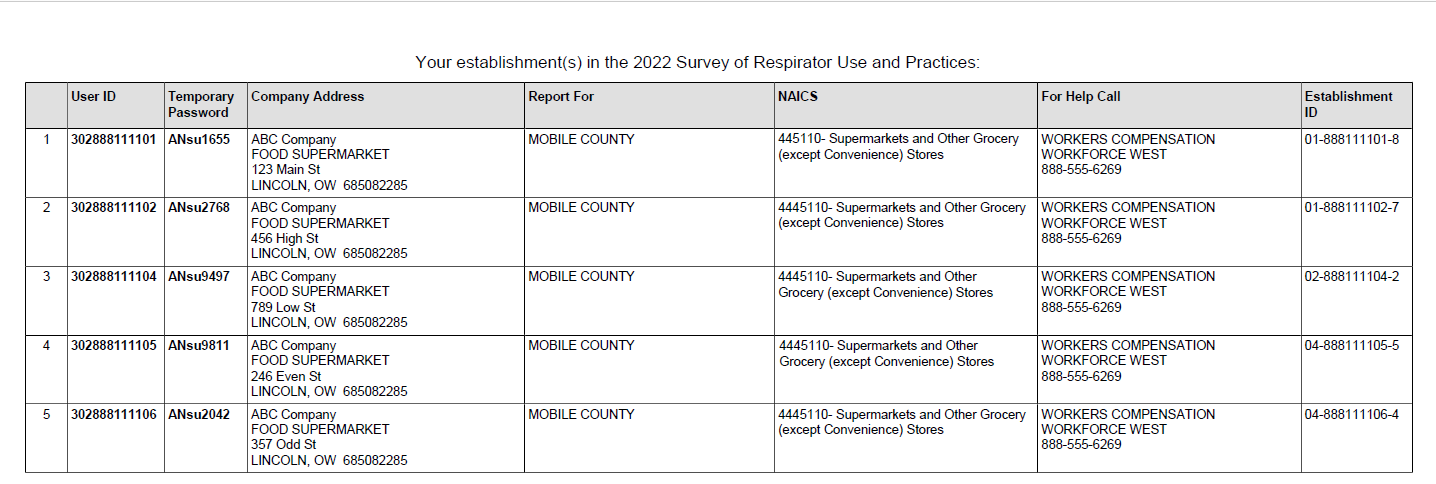 Your establishment(s) in the 2022 Survey of Respirator Use and Practices:
User ID Temporary Password Company Address Report For NAICS For Help Call Establishment ID
1 302888111101 ANsu1655 ABC Company MOBILE COUNTY 445110- Supermarkets and Other Grocery WORKERS COMPENSATION 01-888111101-8
FOOD SUPERMARKET (except Convenience) Stores WORKFORCE WEST
123 Main St 888-555-6269
LINCOLN, OW 685082285
2 302888111102 ANsu2768 ABC Company MOBILE COUNTY 4445110- Supermarkets and Other Grocery WORKERS COMPENSATION 01-888111102-7
FOOD SUPERMARKET (except Convenience) Stores WORKFORCE WEST
456 High St 888-555-6269
LINCOLN, OW 685082285
3 302888111104 ANsu9497 ABC Company MOBILE COUNTY 4445110- Supermarkets and Other WORKERS COMPENSATION 02-888111104-2
FOOD SUPERMARKET Grocery (except Convenience) Stores WORKFORCE WEST
789 Low St 888-555-6269
LINCOLN, OW 685082285
4 302888111105 ANsu9811 ABC Company MOBILE COUNTY 4445110- Supermarkets and Other WORKERS COMPENSATION 04-888111105-5
FOOD SUPERMARKET Grocery (except Convenience) Stores WORKFORCE WEST
246 Even St 888-555-6269
LINCOLN, OW 685082285
5 302888111106 ANsu2042 ABC Company MOBILE COUNTY 4445110- Supermarkets and Other Grocery WORKERS COMPENSATION 04-888111106-4
FOOD SUPERMARKET (except Convenience) Stores WORKFORCE WEST
357 Odd St 888-555-6269
LINCOLN, OW 685082285